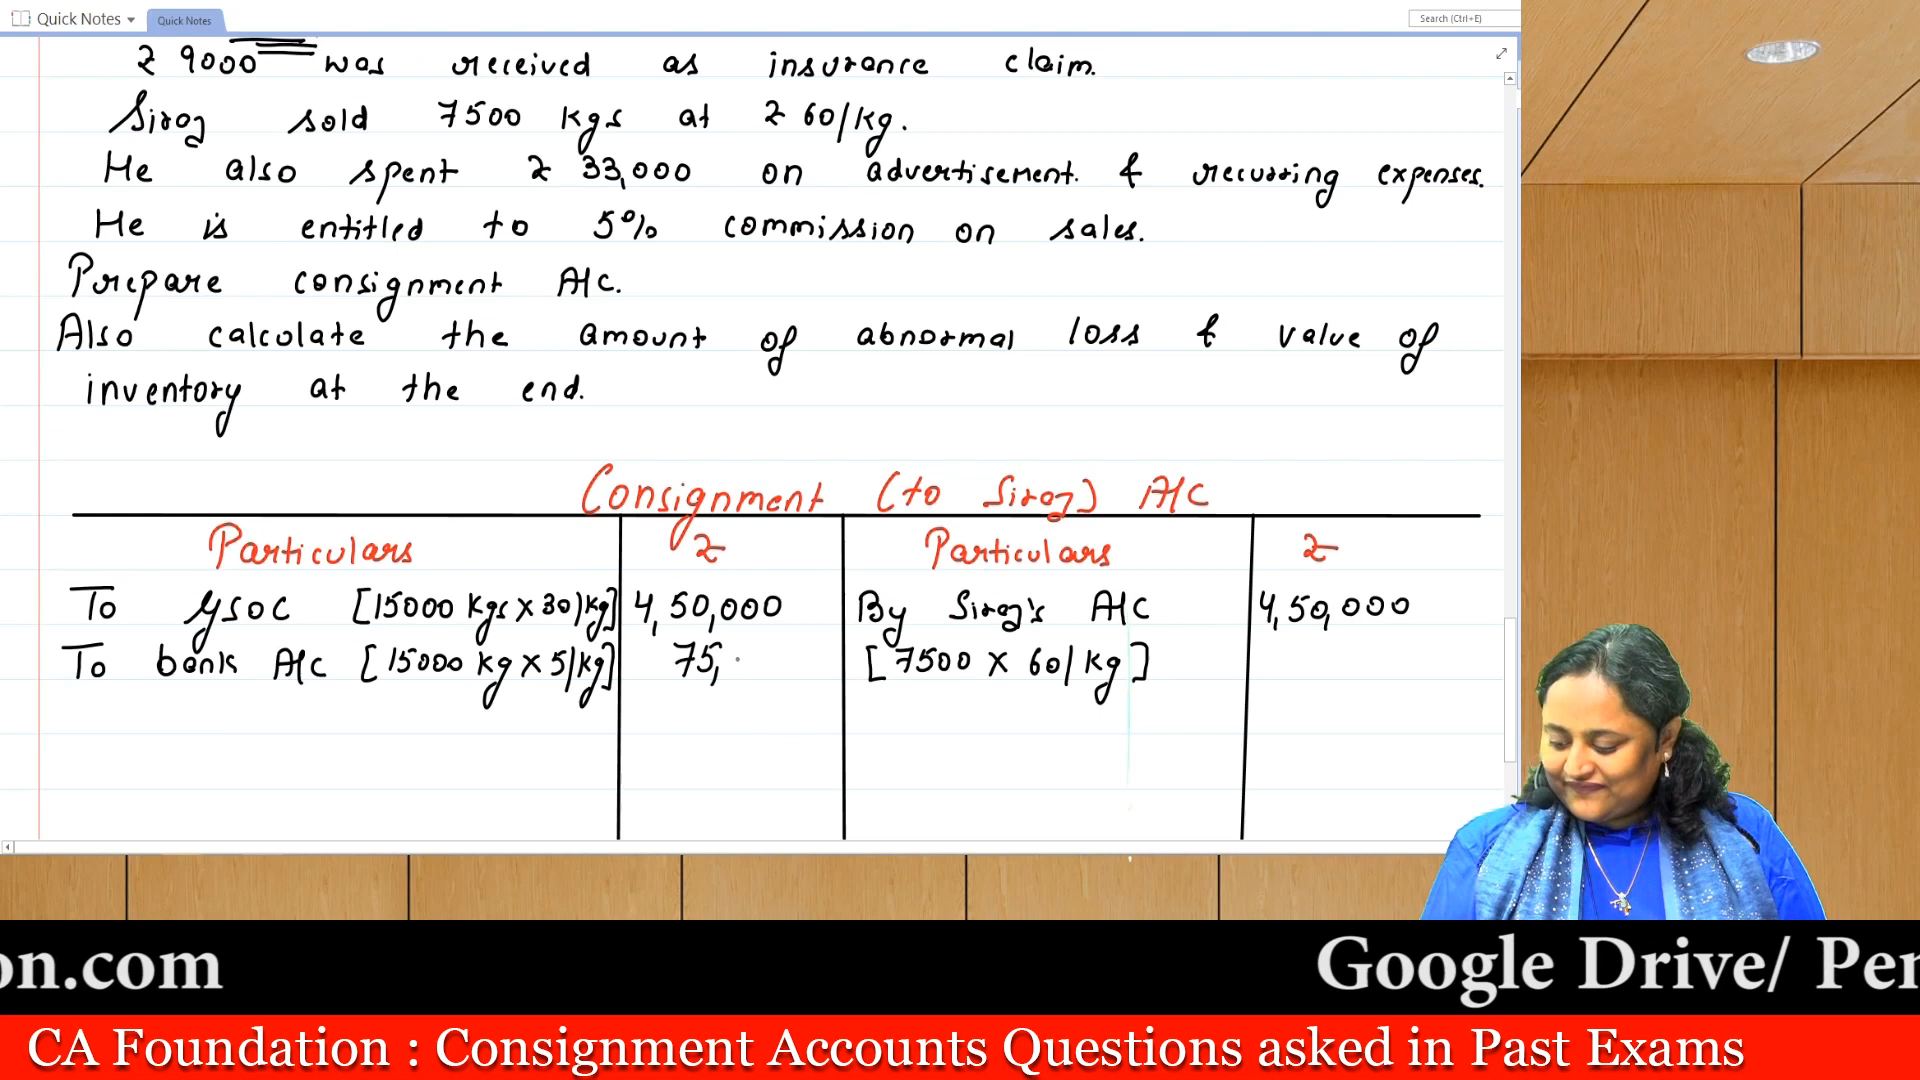 Quick Notes
Quick Notes
Search (Ctrl+E)
₹ 9000 was received as insurance claim.
Siraj sold 7500 kgs at ₹ 60/kg.
He also spent ₹ 33,000 on advertisement. & recurring expenses.
He is entitled to 5% commission on sales.
Prepare consignment A/C.
Also calculate the amount of abnormal loss & value of
inventory at the end.
Consignment (to Siraj) A/C
Particulars ₹ Particulars ₹
To GSOC [15000 Kgs x 30/kg] 4,50,000 By Siraj's A/C 4,50,000
To bank A/C [15000 kg x 5/kg] 75, [7500 x 60/kg]
on.com
Google Drive/ Pen
CA Foundation : Consignment Accounts Questions asked in Past Exams